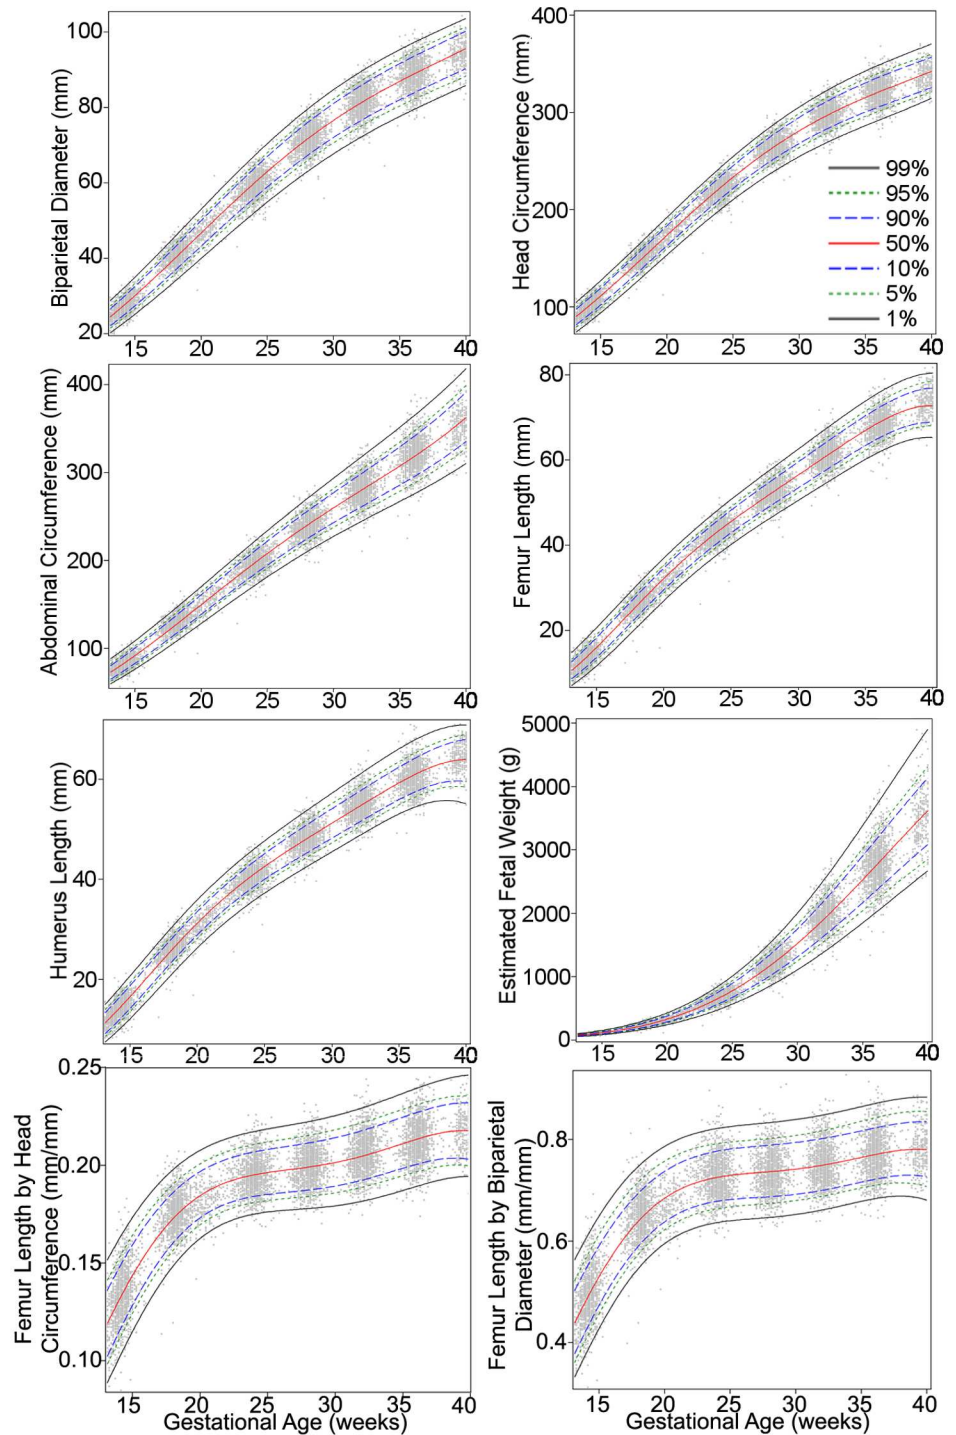 Biparietal Diameter (mm)
100
80
60
40
20
15 20 25 30 35 40
Head Circumference (mm)
400
300
200
100
99%
95%
90%
50%
10%
5%
1%
15 20 25 30 35 40
Abdominal Circumference (mm)
400
300
200
100
15 20 25 30 35 40
Femur Length (mm)
80
60
40
20
15 20 25 30 35 40
Humerus Length (mm)
60
40
20
15 20 25 30 35 40
Estimated Fetal Weight (g)
5000
4000
3000
2000
1000
0
15 20 25 30 35 40
Femur Length by Head
Circumference (mm/mm)
0.25
0.20
0.15
0.10
15 20 25 30 35 40
Gestational Age (weeks)
Femur Length by Biparietal
Diameter (mm/mm)
0.8
0.6
0.4
15 20 25 30 35 40
Gestational Age (weeks)